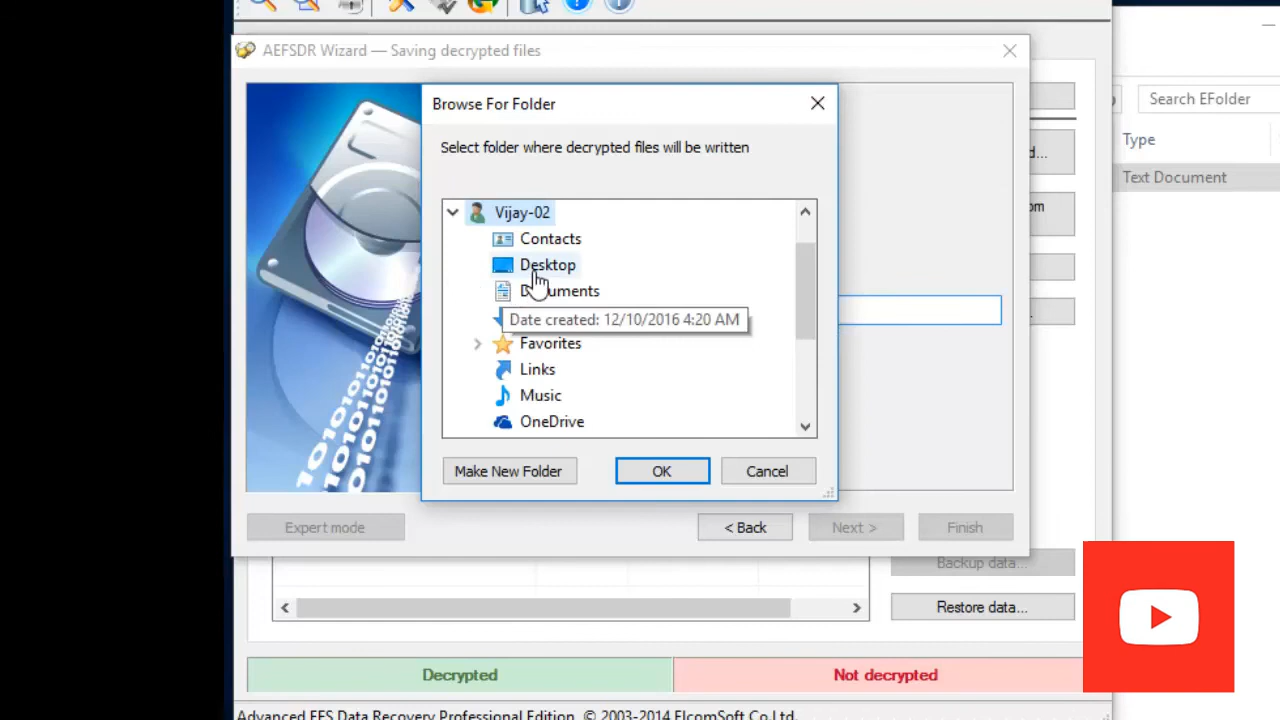 AEFSDR Wizard — Saving decrypted files
Browse For Folder
Search EFolder
Select folder where decrypted files will be written
Type
d...
Text Document
Vijay-02
om
Contacts
Desktop
Documents
Date created: 12/10/2016 4:20 AM
Favorites
Links
Music
OneDrive
Make New Folder
OK
Cancel
Expert mode
< Back
Next >
Finish
Backup data...
Restore data...
Decrypted
Not decrypted
Advanced EFS Data Recovery Professional Edition, © 2003-2014 ElcomSoft Co.Ltd.